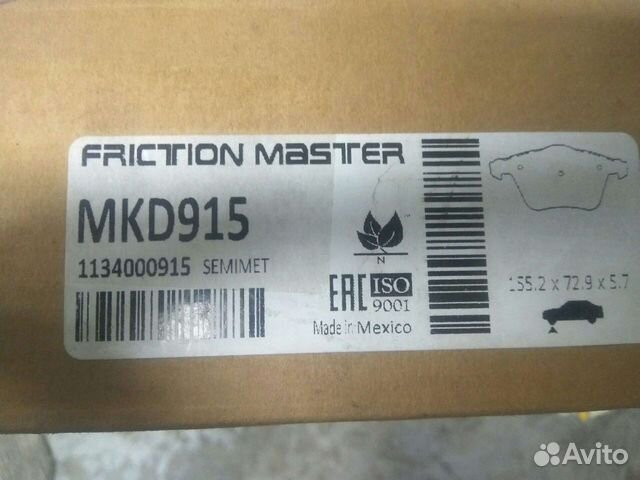 FRICTION MASTER
MKD915
1134000915 SEMIMET
N
EAC ISO 9001
Made in Mexico
155.2 x 72.9 x 5.7
Avito